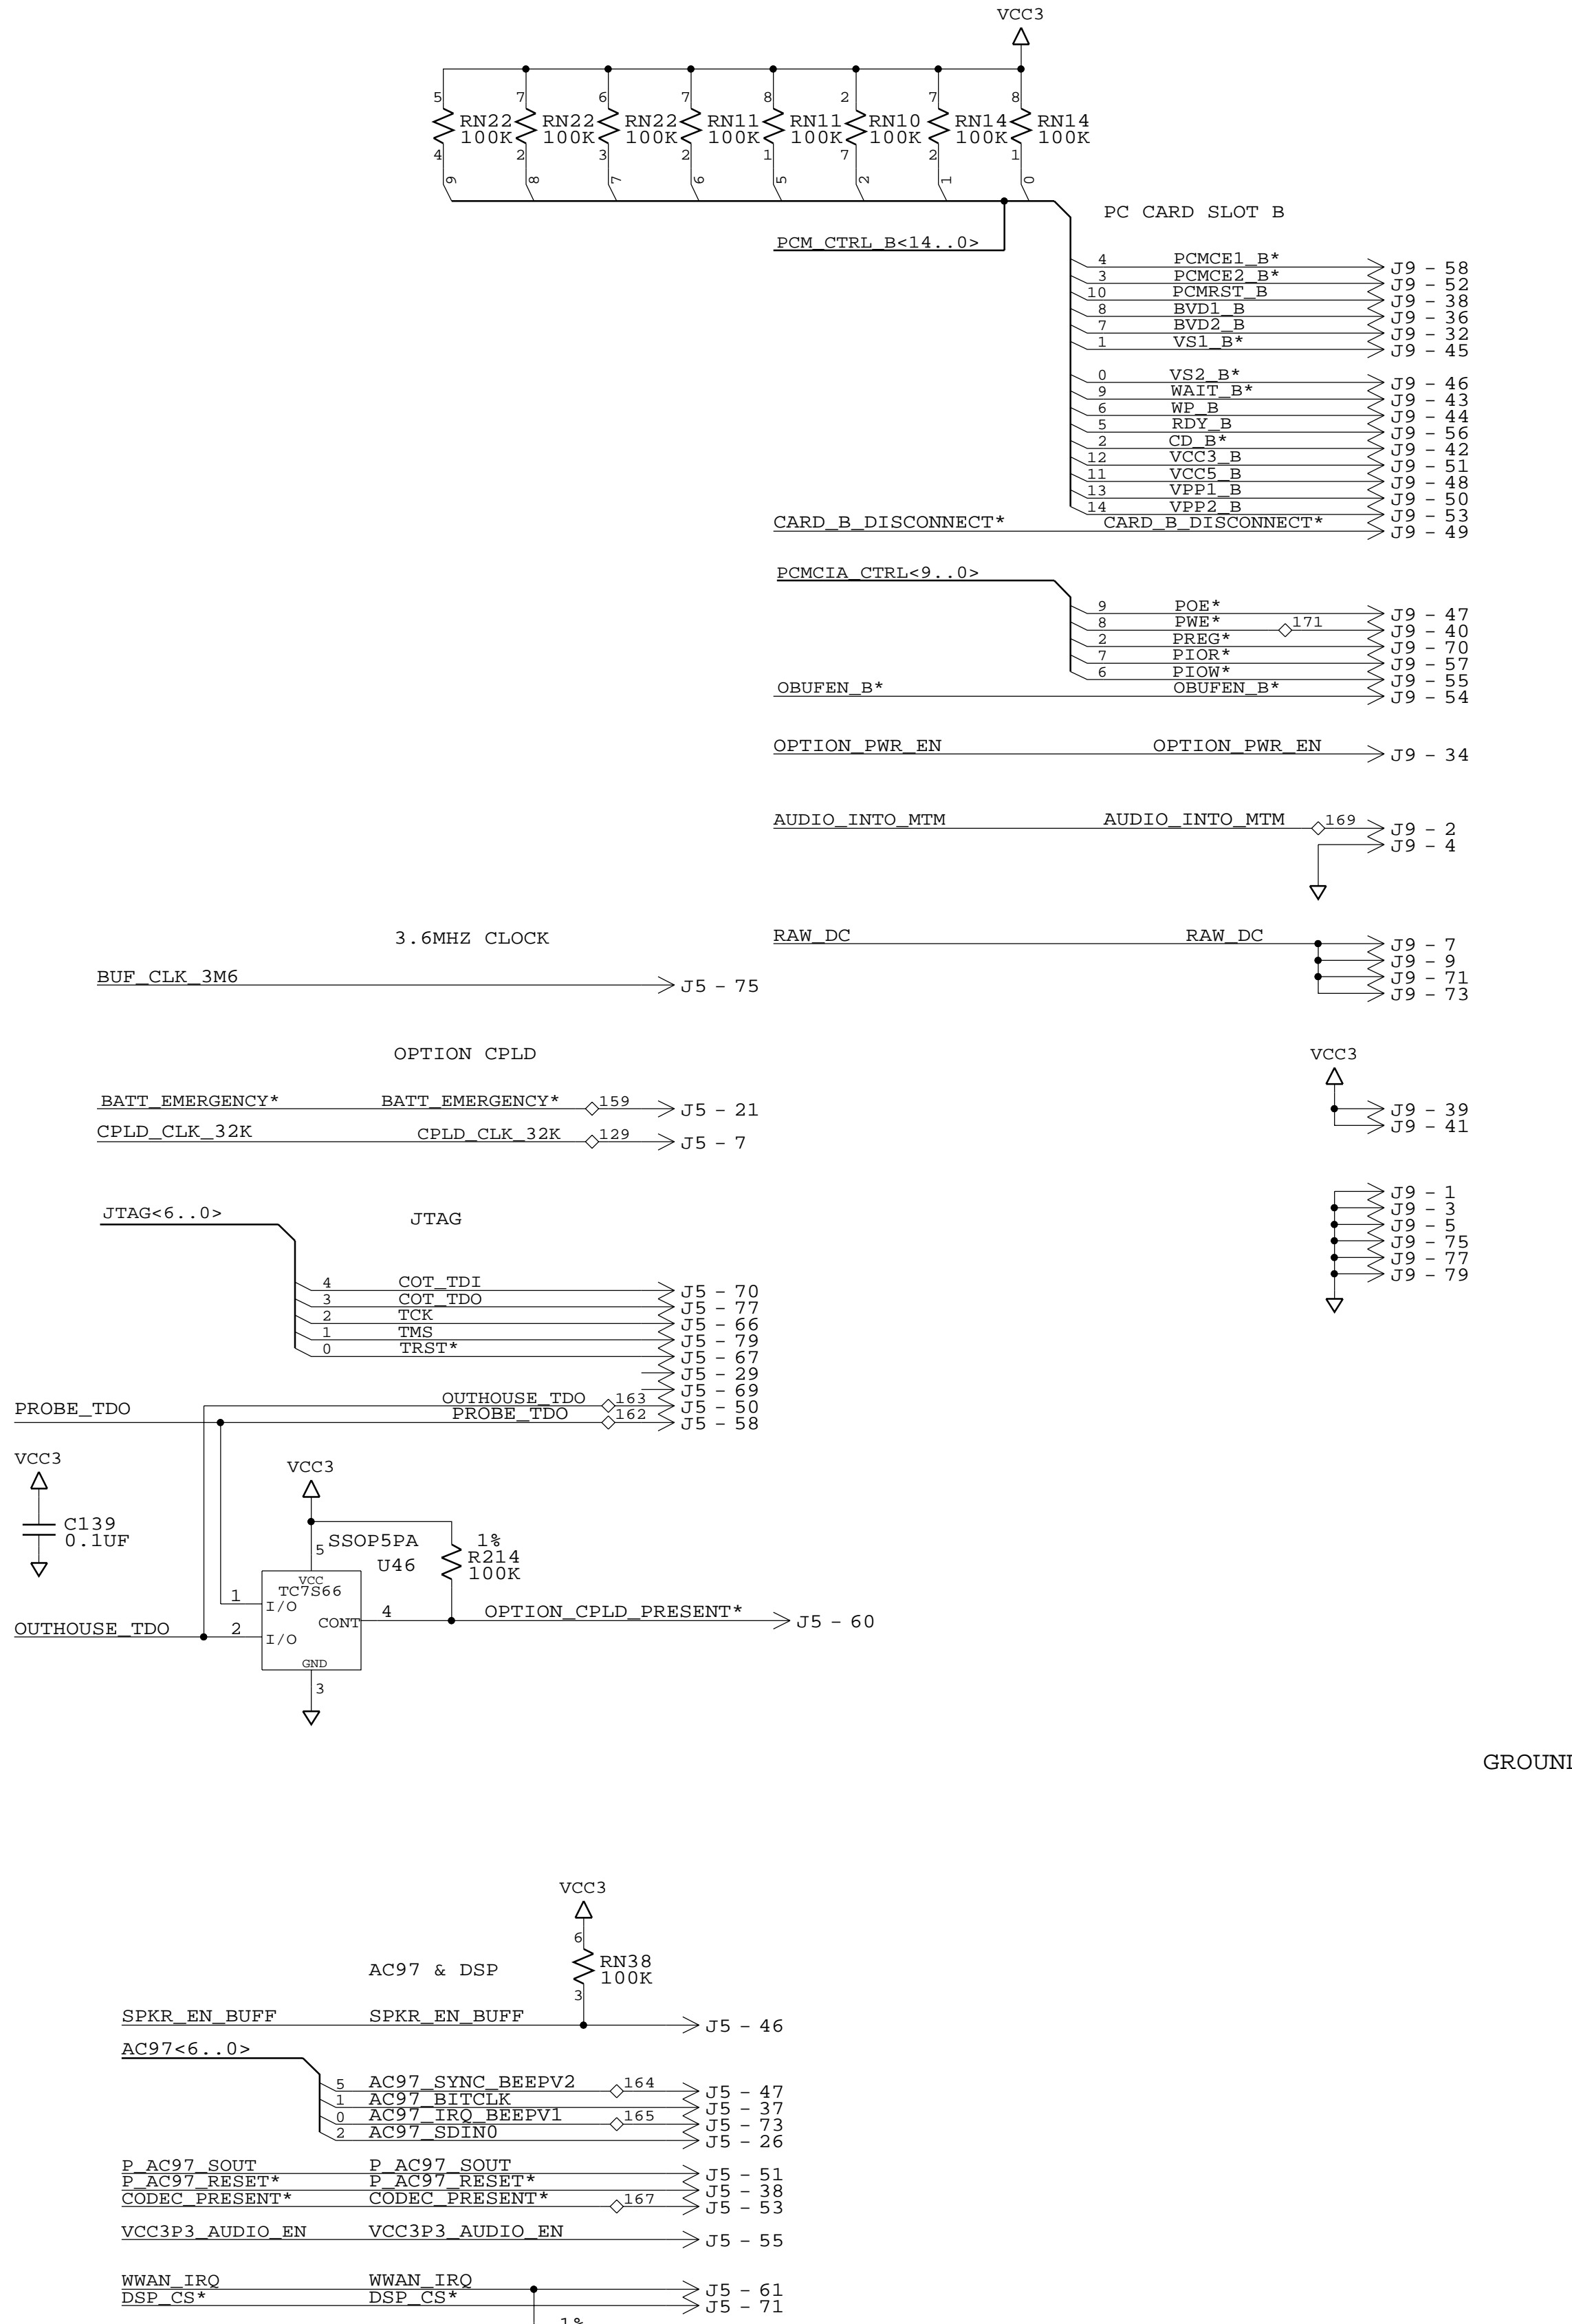 VCC3
5 7 6 7 8 2 7 8
RN22 RN22 RN22 RN11 RN11 RN10 RN14 RN14
100K 100K 100K 100K 100K 100K 100K 100K
4 2 3 2 1 7 2 1
9 8 7 6 5 2 1 0
PC CARD SLOT B
PCM_CTRL_B<14..0>
4 PCMCE1_B* J9 - 58
3 PCMCE2_B* J9 - 52
10 PCMRST_B J9 - 38
8 BVD1_B J9 - 36
7 BVD2_B J9 - 32
1 VS1_B* J9 - 45
0 VS2_B* J9 - 46
9 WAIT_B* J9 - 43
6 WP_B J9 - 44
5 RDY_B J9 - 56
2 CD_B* J9 - 42
12 VCC3_B J9 - 51
11 VCC5_B J9 - 48
13 VPP1_B J9 - 50
14 VPP2_B J9 - 53
CARD_B_DISCONNECT* CARD_B_DISCONNECT* J9 - 49
PCMCIA_CTRL<9..0>
9 POE* J9 - 47
8 PWE* 171 J9 - 40
2 PREG* J9 - 70
7 PIOR* J9 - 57
6 PIOW* J9 - 55
OBUFEN_B* OBUFEN_B* J9 - 54
OPTION_PWR_EN OPTION_PWR_EN J9 - 34
AUDIO_INTO_MTM AUDIO_INTO_MTM 169 J9 - 2
J9 - 4
RAW_DC RAW_DC J9 - 7
J9 - 9
J9 - 71
J9 - 73
3.6MHZ CLOCK
BUF_CLK_3M6 J5 - 75
OPTION CPLD
BATT_EMERGENCY* BATT_EMERGENCY* 159 J5 - 21
CPLD_CLK_32K CPLD_CLK_32K 129 J5 - 7
VCC3
J9 - 39
J9 - 41
J9 - 1
J9 - 3
J9 - 5
J9 - 75
J9 - 77
J9 - 79
JTAG<6..0> JTAG
4 COT_TDI J5 - 70
3 COT_TDO J5 - 77
2 TCK J5 - 66
1 TMS J5 - 79
0 TRST* J5 - 67
J5 - 29
J5 - 69
OUTHOUSE_TDO 163 J5 - 50
PROBE_TDO PROBE_TDO 162 J5 - 58
VCC3
C139
0.1UF
VCC3
5 SSOP5PA
U46
1%
R214
100K
VCC
TC7S66
1 I/O
CONT 4 OPTION_CPLD_PRESENT* J5 - 60
OUTHOUSE_TDO 2 I/O
GND
3
GROUNI
VCC3
6
RN38
100K
3
AC97 & DSP
SPKR_EN_BUFF SPKR_EN_BUFF J5 - 46
AC97<6..0>
5 AC97_SYNC_BEEPV2 164 J5 - 47
1 AC97_BITCLK J5 - 37
0 AC97_IRQ_BEEPV1 165 J5 - 73
2 AC97_SDIN0 J5 - 26
P_AC97_SOUT P_AC97_SOUT J5 - 51
P_AC97_RESET* P_AC97_RESET* J5 - 38
CODEC_PRESENT* CODEC_PRESENT* 167 J5 - 53
VCC3P3_AUDIO_EN VCC3P3_AUDIO_EN J5 - 55
WWAN_IRQ WWAN_IRQ J5 - 61
DSP_CS* DSP_CS* J5 - 71
1%